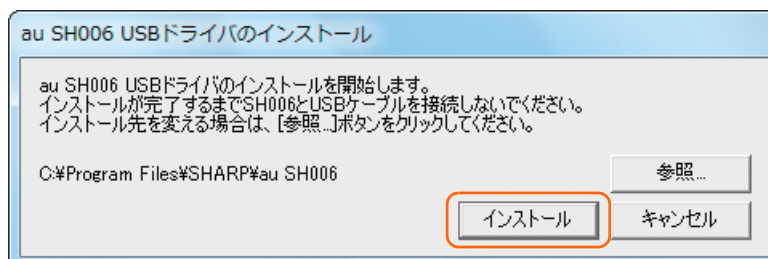 au SH006 USBドライバのインストール
au SH006 USBドライバのインストールを開始します。
インストールが完了するまでSH006とUSBケーブルを接続しないでください。
インストール先を変える場合は、[参照...]ボタンをクリックしてください。
C:¥Program Files¥SHARP¥au SH006
参照...
インストール
キャンセル